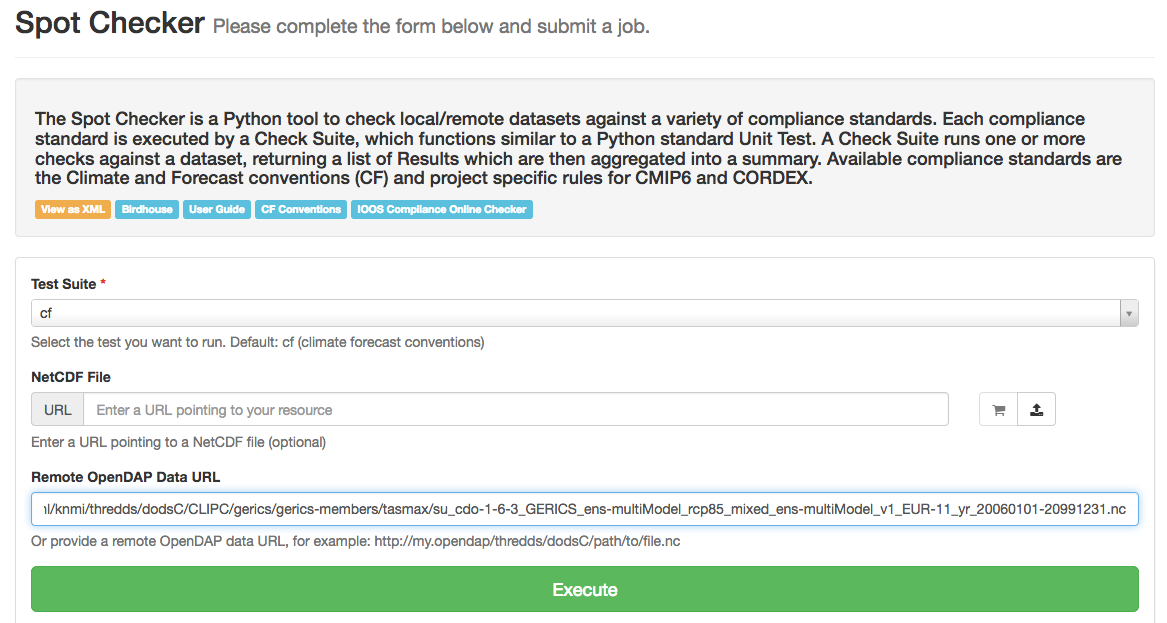 Spot Checker Please complete the form below and submit a job.
The Spot Checker is a Python tool to check local/remote datasets against a variety of compliance standards. Each compliance
standard is executed by a Check Suite, which functions similar to a Python standard Unit Test. A Check Suite runs one or more
checks against a dataset, returning a list of Results which are then aggregated into a summary. Available compliance standards are
the Climate and Forecast conventions (CF) and project specific rules for CMIP6 and CORDEX.
View as XML Birdhouse User Guide CF Conventions IOOS Compliance Online Checker
Test Suite *
cf
Select the test you want to run. Default: cf (climate forecast conventions)
NetCDF File
URL Enter a URL pointing to your resource
Enter a URL pointing to a NetCDF file (optional)
Remote OpenDAP Data URL
l/knmi/thredds/dodsC/CLIPC/gerics/gerics-members/tasmax/su_cdo-1-6-3_GERICS_ens-multiModel_rcp85_mixed_ens-multiModel_v1_EUR-11_yr_20060101-20991231.nc
Or provide a remote OpenDAP data URL, for example: http://my.opendap/thredds/dodsC/path/to/file.nc
Execute